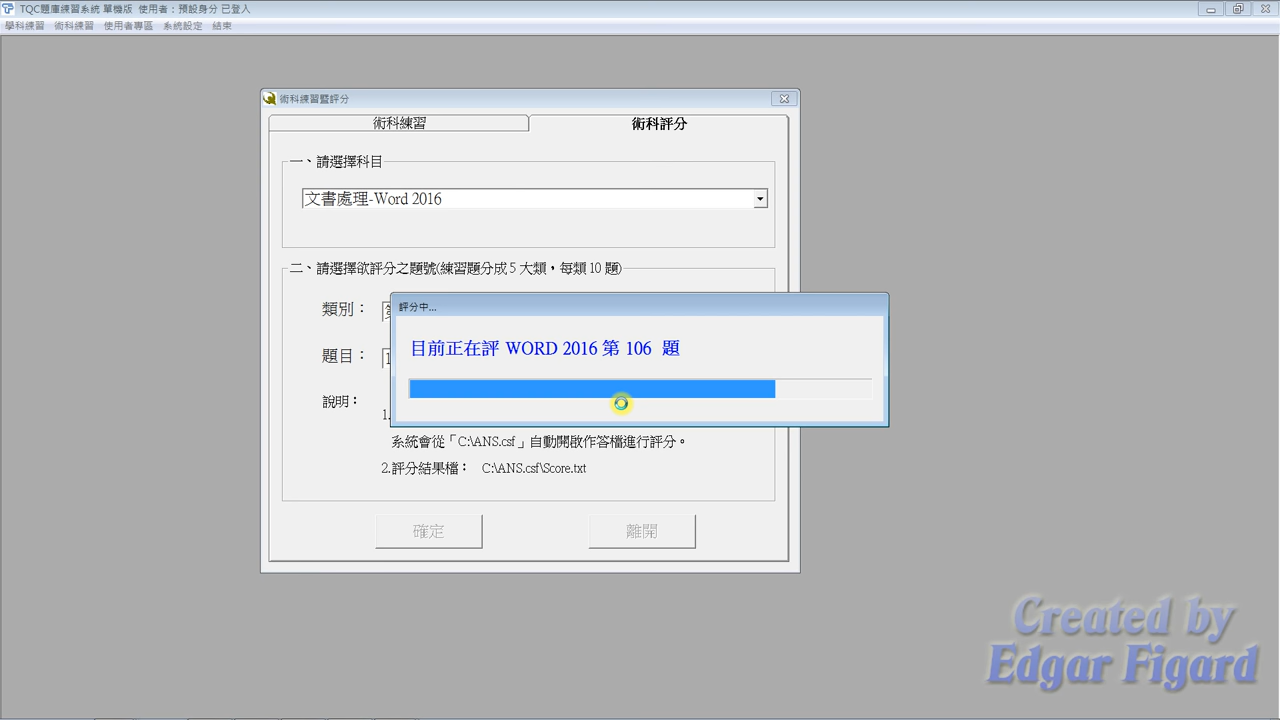 TQC題庫練習系統 單機版 使用者：預設身分 已登入
學科練習 術科練習 使用者專區 系統設定 結束
術科練習暨評分
術科練習 術科評分
一、請選擇科目
文書處理-Word 2016
二、請選擇欲評分之題號(練習題分成 5 大類，每類 10 題)
類別：
評分中...
目前正在評 WORD 2016 第 106 題
題目：
說明：
1.
系統會從「C:\ANS.csf」自動開啟作答檔進行評分。
2.評分結果檔： C:\ANS.csf\Score.txt
確定 離開
Created by
Edgar Figard